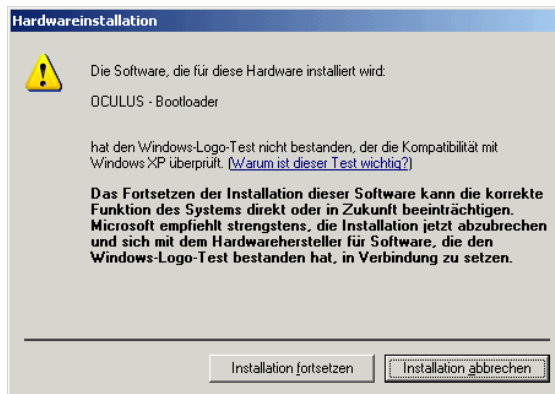 Hardwareinstallation
Die Software, die für diese Hardware installiert wird:
OCULUS - Bootloader
hat den Windows-Logo-Test nicht bestanden, der die Kompatibilität mit
Windows XP überprüft. (Warum ist dieser Test wichtig?)
Das Fortsetzen der Installation dieser Software kann die korrekte
Funktion des Systems direkt oder in Zukunft beeinträchtigen.
Microsoft empfiehlt strengstens, die Installation jetzt abzubrechen
und sich mit dem Hardwarehersteller für Software, die den
Windows-Logo-Test bestanden hat, in Verbindung zu setzen.
Installation fortsetzen Installation abbrechen